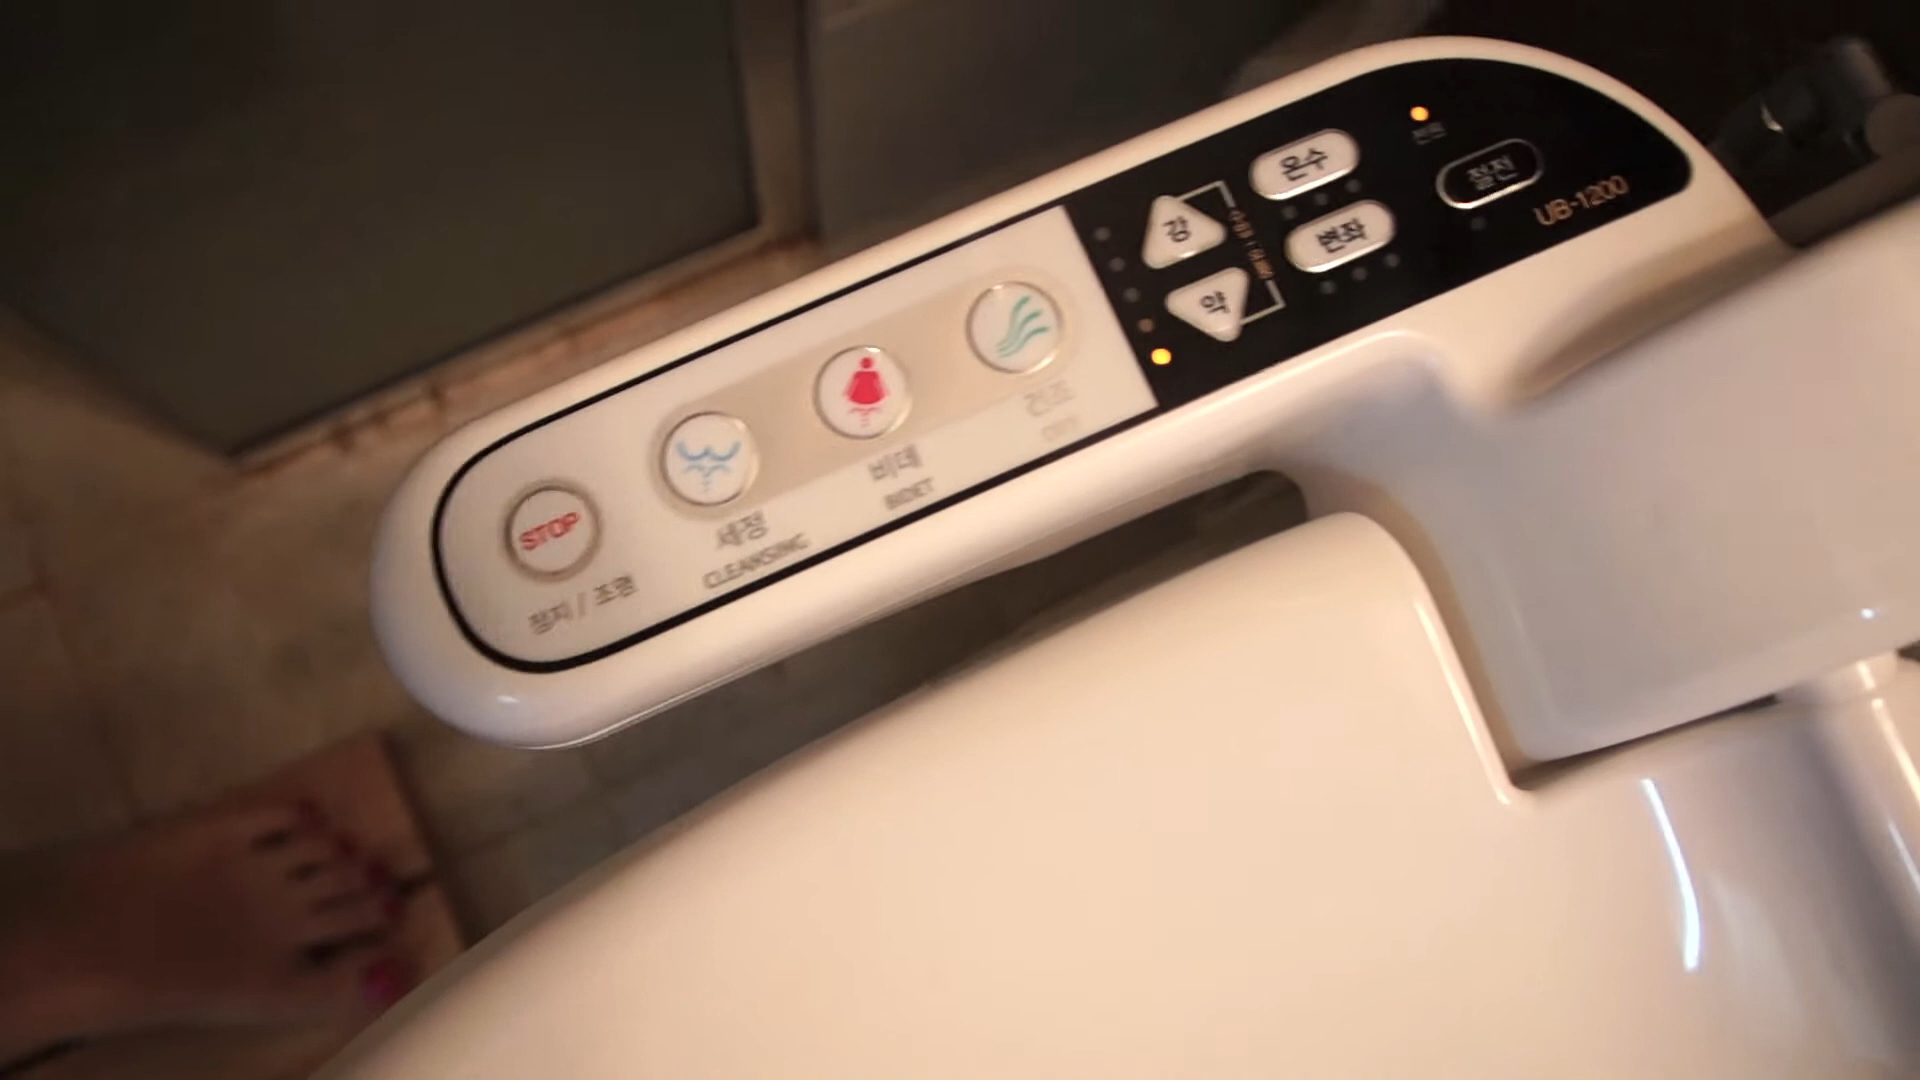 STOP
정지 / 조량
세정
CLEANSING
비데
BIDET
건조
강
약
온수
변좌
절전
UB-1200